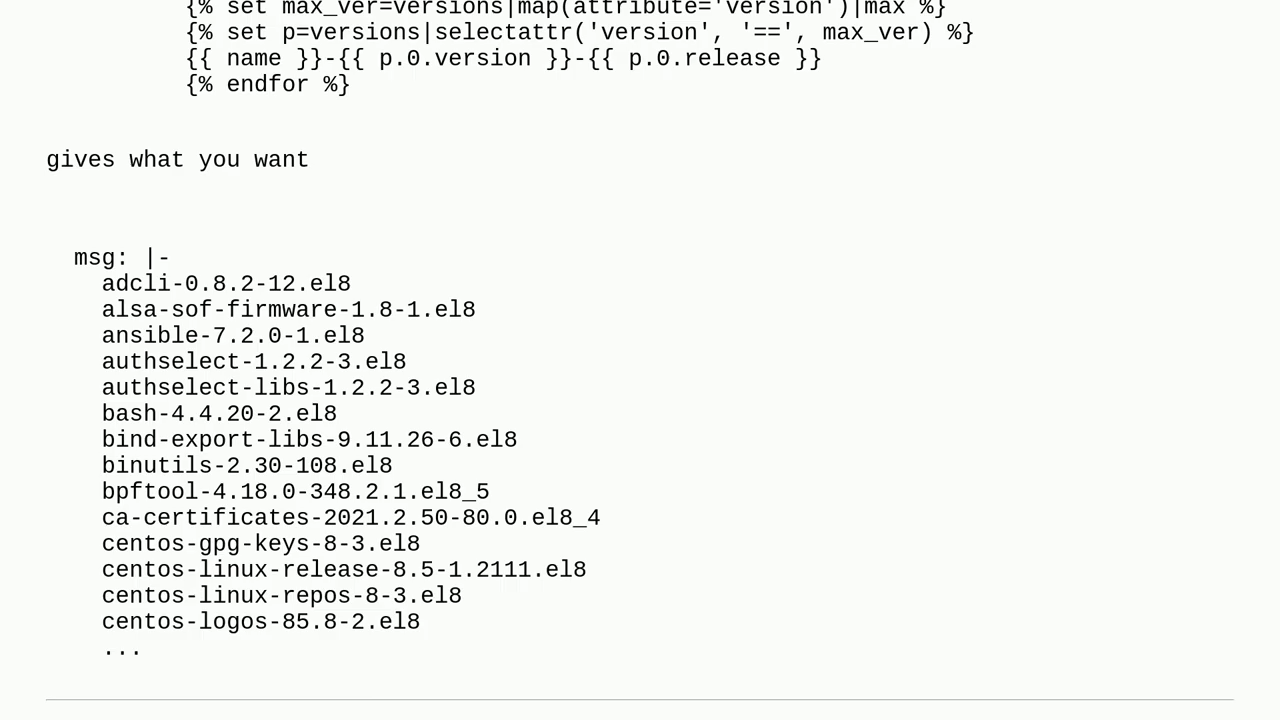 {% set max_ver=versions|map(attribute='version')|max %}
{% set p=versions|selectattr('version', '==', max_ver) %}
{{ name }}-{{ p.0.version }}-{{ p.0.release }}
{% endfor %}
gives what you want
msg: |-
adcli-0.8.2-12.el8
alsa-sof-firmware-1.8-1.el8
ansible-7.2.0-1.el8
authselect-1.2.2-3.el8
authselect-libs-1.2.2-3.el8
bash-4.4.20-2.el8
bind-export-libs-9.11.26-6.el8
binutils-2.30-108.el8
bpftool-4.18.0-348.2.1.el8_5
ca-certificates-2021.2.50-80.0.el8_4
centos-gpg-keys-8-3.el8
centos-linux-release-8.5-1.2111.el8
centos-linux-repos-8-3.el8
centos-logos-85.8-2.el8
...